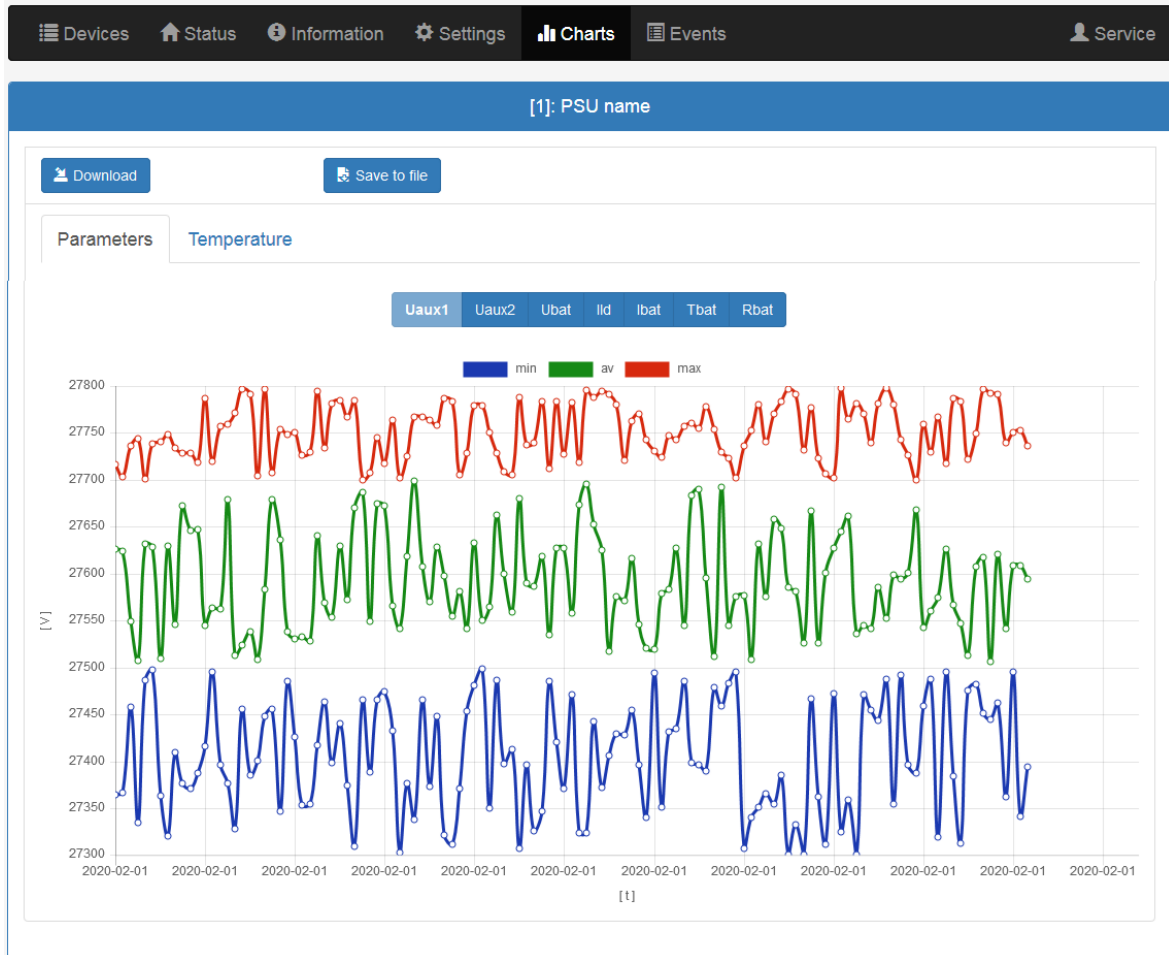 Devices Status Information Settings Charts Events Service
[1]: PSU name
Download Save to file
Parameters Temperature
Uaux1 Uaux2 Ubat Ild Ibat Tbat Rbat
min av max
27800
27750
27700
27650
27600
27550
[V]
27500
27450
27400
27350
27300
2020-02-01 2020-02-01 2020-02-01 2020-02-01 2020-02-01 2020-02-01 2020-02-01 2020-02-01 2020-02-01 2020-02-01 2020-02-01 2020-02-01
[t]